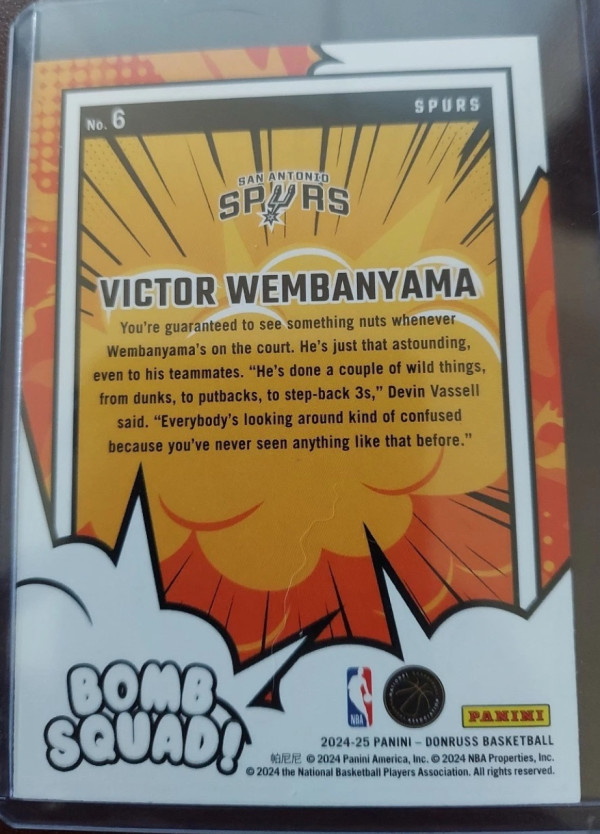 No. 6
SPURS
SAN ANTONIO
SPURS
VICTOR WEMBANYAMA
You're guaranteed to see something nuts whenever
Wembanyama's on the court. He's just that astounding,
even to his teammates. “He's done a couple of wild things,
from dunks, to putbacks, to step-back 3s,” Devin Vassell
said. “Everybody's looking around kind of confused
because you've never seen anything like that before.”
BOMB
SQUAD!
NBA
PANINI
2024-25 PANINI – DONRUSS BASKETBALL
帕尼尼 © 2024 Panini America, Inc. © 2024 NBA Properties, Inc.
© 2024 the National Basketball Players Association. All rights reserved.